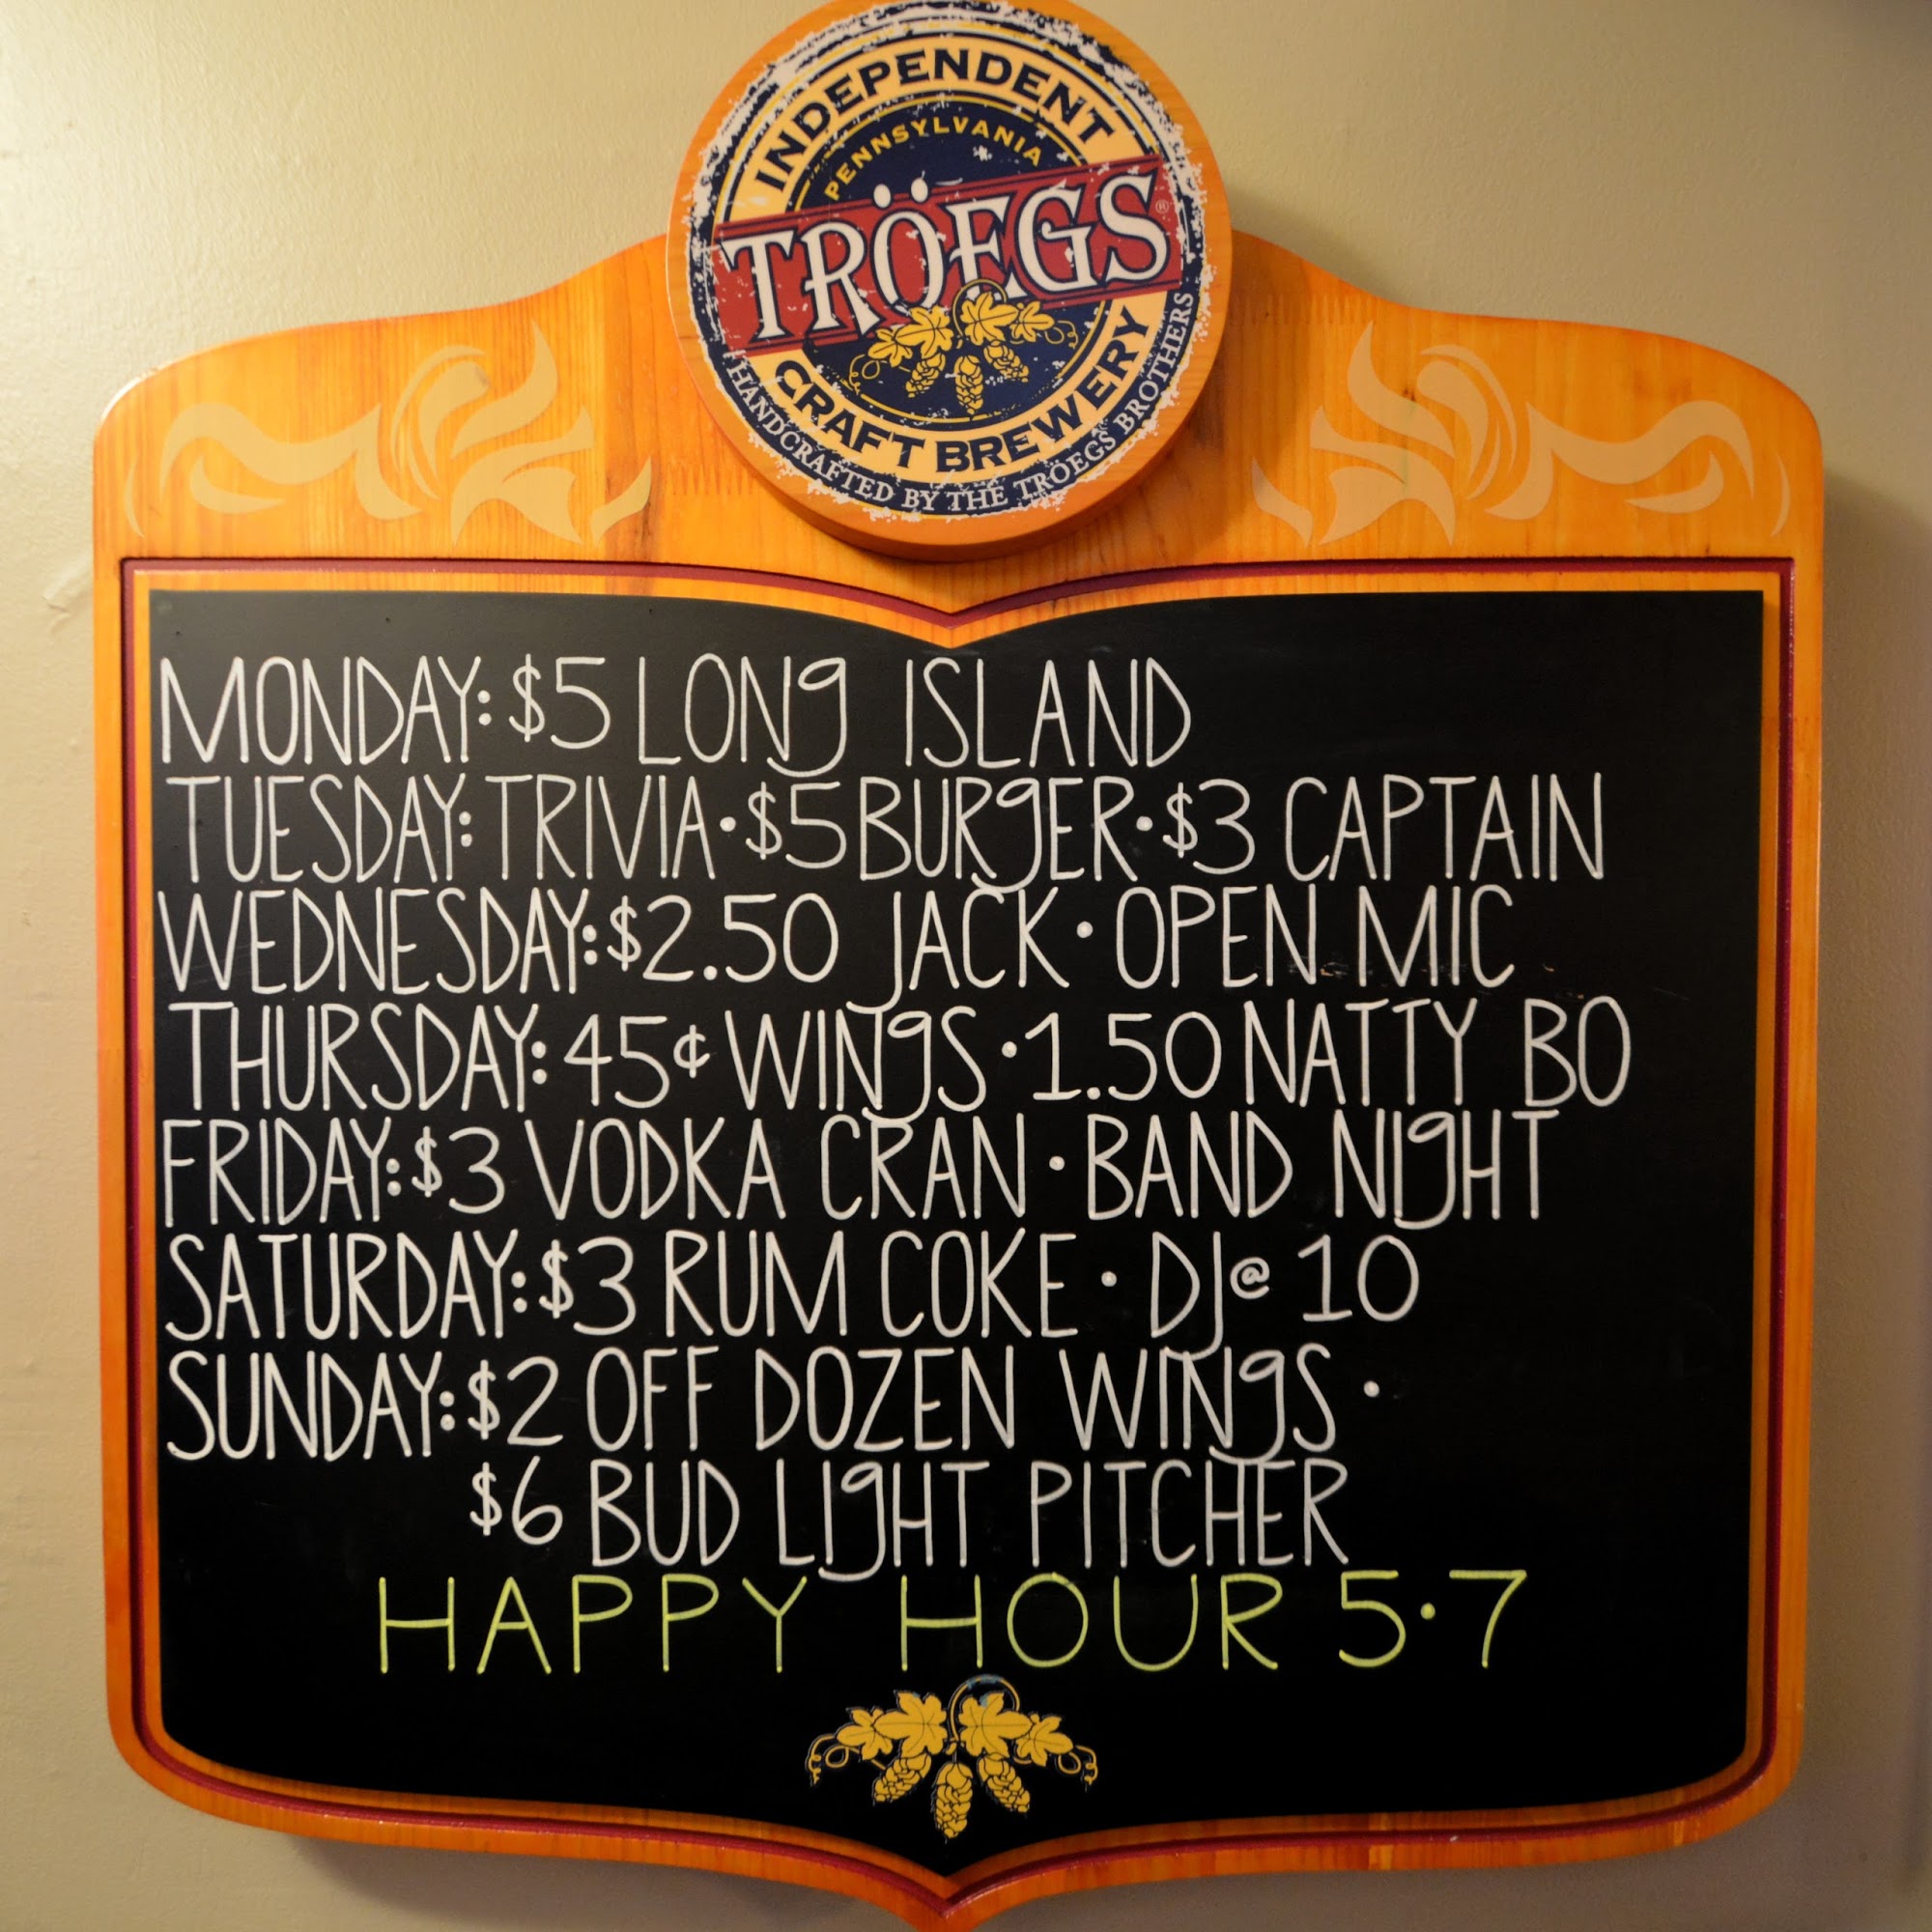 INDEPENDENT
PENNSYLVANIA
TRÖEGS®
CRAFT BREWERY
HANDCRAFTED BY THE TRÖEGS BROTHERS
MONDAY: $5 LONG ISLAND
TUESDAY: TRIVIA • $5 BURGER • $3 CAPTAIN
WEDNESDAY: $2.50 JACK • OPEN MIC
THURSDAY: 45¢ WINGS • 1.50 NATTY BO
FRIDAY: $3 VODKA CRAN • BAND NIGHT
SATURDAY: $3 RUM COKE • DJ @ 10
SUNDAY: $2 OFF DOZEN WINGS •
$6 BUD LIGHT PITCHER
HAPPY HOUR 5•7